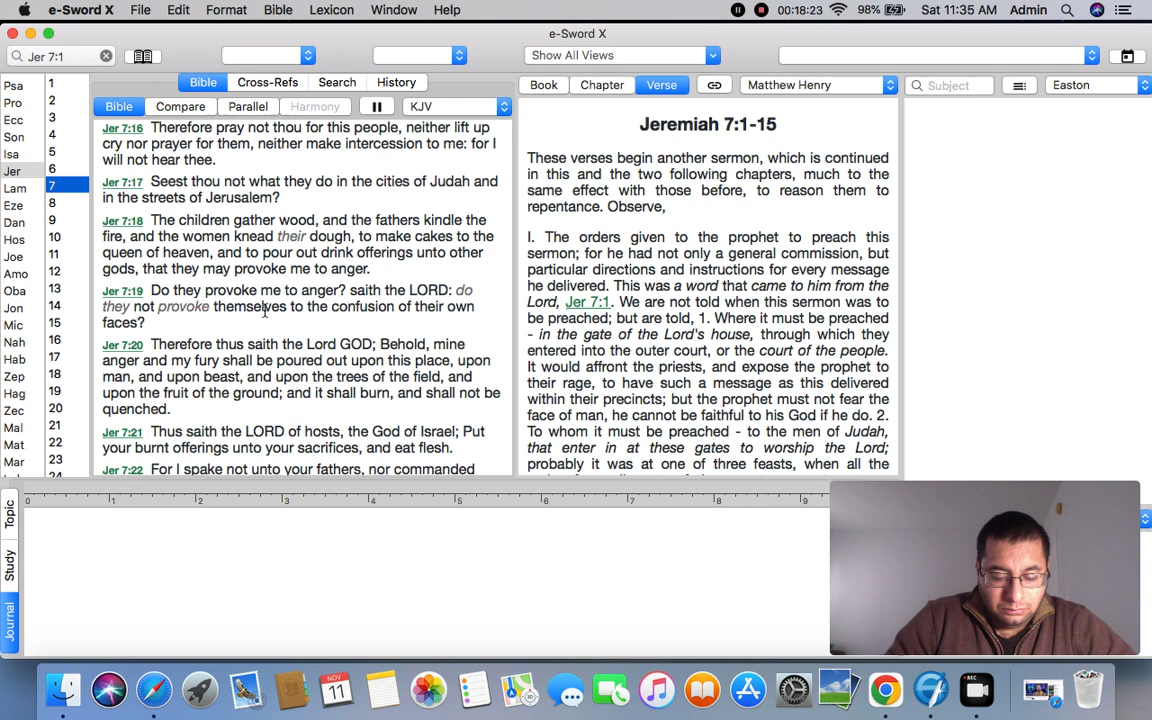 e-Sword X File Edit Format Bible Lexicon Window Help 00:18:23 98% Sat 11:35 AM Admin
e-Sword X
Jer 7:1 Show All Views
Bible Cross-Refs Search History
Book Chapter Verse Matthew Henry Subject Easton
Bible Compare Parallel Harmony KJV
Psa
Pro
Ecc
Son
Isa
Jer
Lam
Eze
Dan
Hos
Joe
Amo
Oba
Jon
Mic
Nah
Hab
Zep
Hag
Zec
Mal
Mat
Mar
1
2
3
4
5
6
7
8
9
10
11
12
13
14
15
16
17
18
19
20
21
22
23
24
Jer 7:16 Therefore pray not thou for this people, neither lift up
cry nor prayer for them, neither make intercession to me: for I
will not hear thee.
Jer 7:17 Seest thou not what they do in the cities of Judah and
in the streets of Jerusalem?
Jer 7:18 The children gather wood, and the fathers kindle the
fire, and the women knead their dough, to make cakes to the
queen of heaven, and to pour out drink offerings unto other
gods, that they may provoke me to anger.
Jer 7:19 Do they provoke me to anger? saith the LORD: do
they not provoke themselves to the confusion of their own
faces?
Jer 7:20 Therefore thus saith the Lord GOD; Behold, mine
anger and my fury shall be poured out upon this place, upon
man, and upon beast, and upon the trees of the field, and
upon the fruit of the ground; and it shall burn, and shall not be
quenched.
Jer 7:21 Thus saith the LORD of hosts, the God of Israel; Put
your burnt offerings unto your sacrifices, and eat flesh.
Jer 7:22 For I spake not unto your fathers, nor commanded
Jeremiah 7:1-15
These verses begin another sermon, which is continued
in this and the two following chapters, much to the
same effect with those before, to reason them to
repentance. Observe,
I. The orders given to the prophet to preach this
sermon; for he had not only a general commission, but
particular directions and instructions for every message
he delivered. This was a word that came to him from the
Lord, Jer 7:1. We are not told when this sermon was to
be preached; but are told, 1. Where it must be preached
- in the gate of the Lord's house, through which they
entered into the outer court, or the court of the people.
It would affront the priests, and expose the prophet to
their rage, to have such a message as this delivered
within their precincts; but the prophet must not fear the
face of man, he cannot be faithful to his God if he do. 2.
To whom it must be preached - to the men of Judah,
that enter in at these gates to worship the Lord;
probably it was at one of three feasts, when all the
0 1 2 3 4 5 6 7 8 9
Topic
Study
Journal
NOV
11
REC